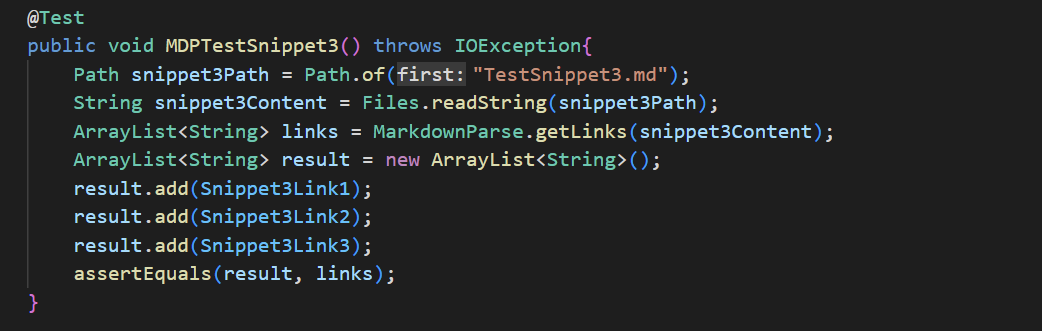 @Test
public void MDPTestSnippet3() throws IOException{
    Path snippet3Path = Path.of(first: "TestSnippet3.md");
    String snippet3Content = Files.readString(snippet3Path);
    ArrayList<String> links = MarkdownParse.getLinks(snippet3Content);
    ArrayList<String> result = new ArrayList<String>();
    result.add(Snippet3Link1);
    result.add(Snippet3Link2);
    result.add(Snippet3Link3);
    assertEquals(result, links);
}